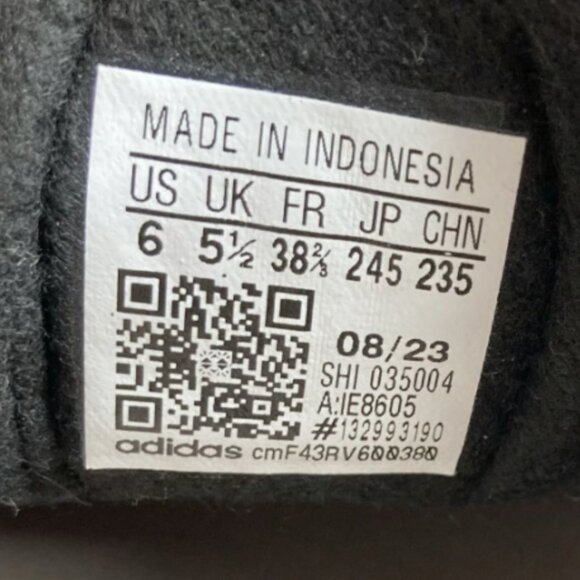 MADE IN INDONESIA
US UK FR JP CHN
6 5½ 38⅔ 245 235
08/23
SHI 035004
A:IE8605
#132993190
adidas cmF43RV600380